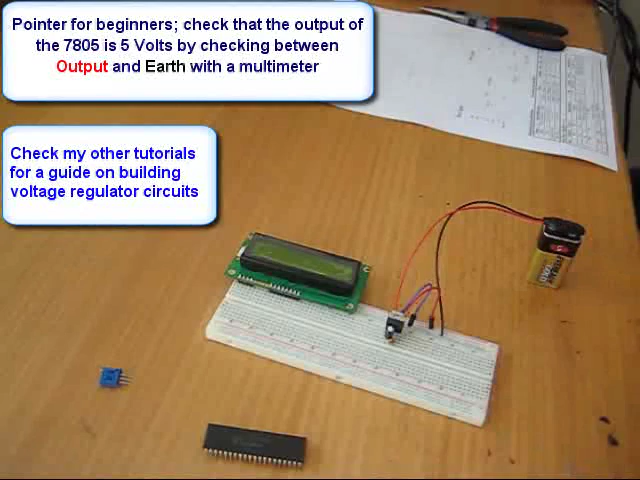 Pointer for beginners; check that the output of
the 7805 is 5 Volts by checking between
Output and Earth with a multimeter
Check my other tutorials
for a guide on building
voltage regulator circuits